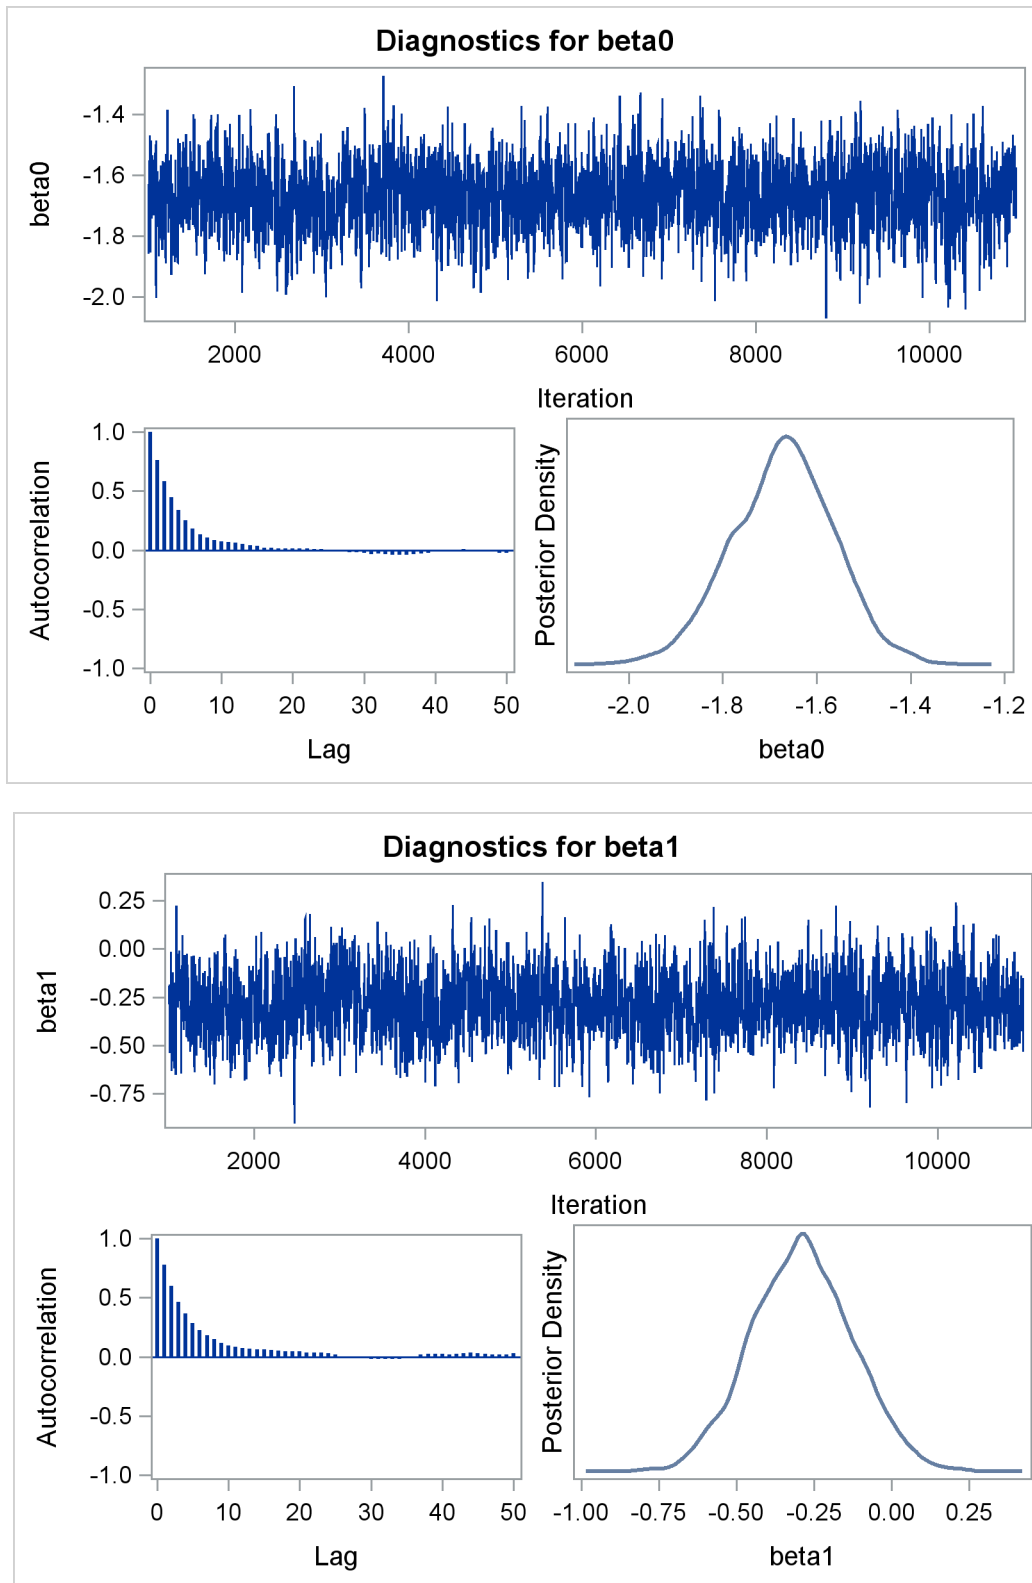 Diagnostics for beta0
beta0
-1.4
-1.6
-1.8
-2.0
2000 4000 6000 8000 10000
Iteration
Autocorrelation
1.0
0.5
0.0
-0.5
-1.0
0 10 20 30 40 50
Lag
Posterior Density
-2.0 -1.8 -1.6 -1.4 -1.2
beta0
Diagnostics for beta1
beta1
0.25
0.00
-0.25
-0.50
-0.75
2000 4000 6000 8000 10000
Iteration
Autocorrelation
1.0
0.5
0.0
-0.5
-1.0
0 10 20 30 40 50
Lag
Posterior Density
-1.00 -0.75 -0.50 -0.25 0.00 0.25
beta1